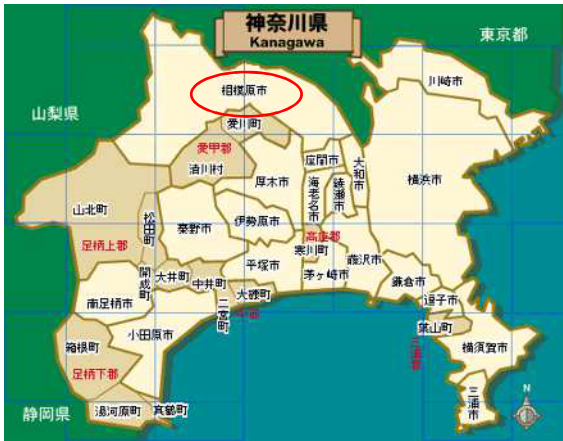 神奈川県
Kanagawa
東京都
川崎市
相模原市
山梨県
愛川町
愛甲郡
清川村
座間市
大和市
横浜市
厚木市
海老名市
綾瀬市
山北町
松田町
秦野市
伊勢原市
高座郡
寒川町
藤沢市
足柄上郡
開成町
大井町
中井町
平塚市
茅ヶ崎市
鎌倉市
逗子市
葉山町
南足柄市
二宮町
大磯町
中郡
小田原市
三浦郡
横須賀市
箱根町
足柄下郡
三浦市
N
静岡県
湯河原町
真鶴町